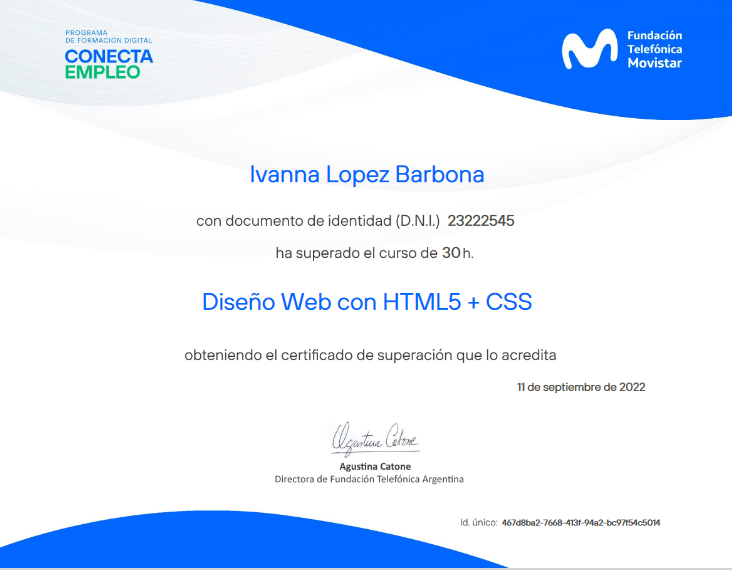 PROGRAMA
DE FORMACIÓN DIGITAL
CONECTA
EMPLEO
Fundación
Telefónica
Movistar
Ivanna Lopez Barbona
con documento de identidad (D.N.I.) 23222545
ha superado el curso de 30 h.
Diseño Web con HTML5 + CSS
obteniendo el certificado de superación que lo acredita
11 de septiembre de 2022
Agustina Catone
Agustina Catone
Directora de Fundación Telefónica Argentina
Id. único: 467d8ba2-7668-413f-94a2-bc97f54c5014